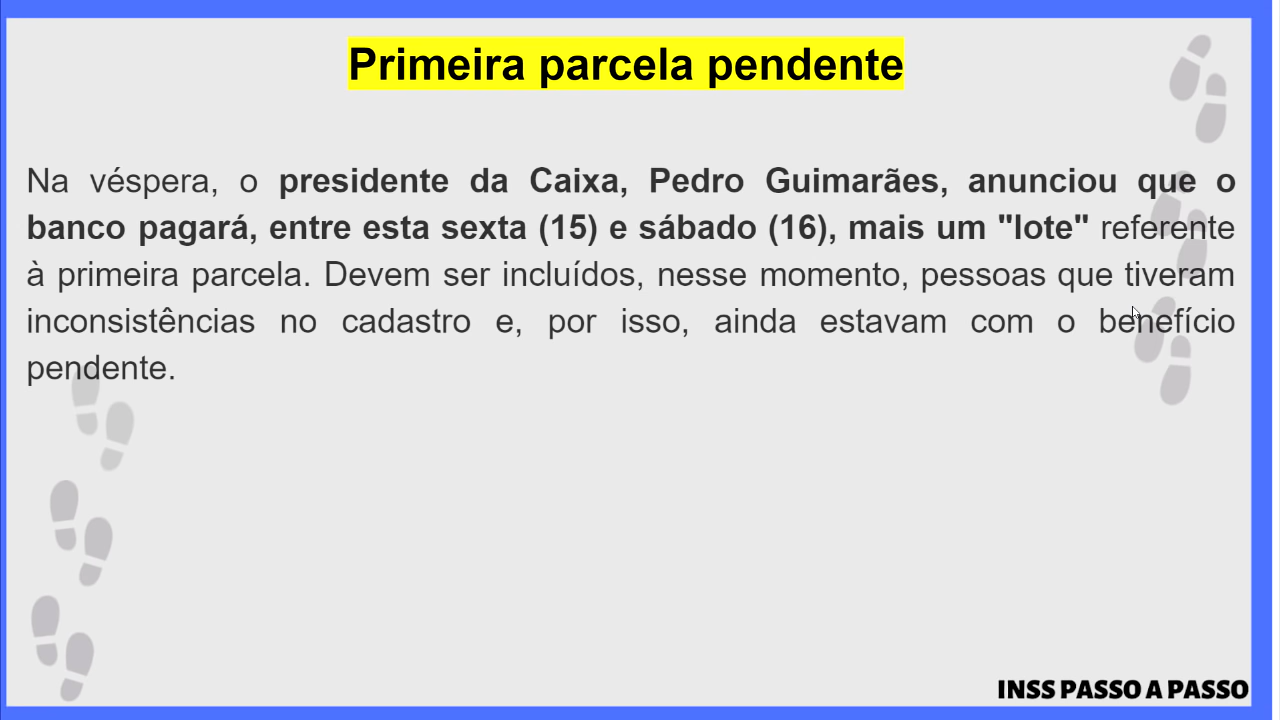 Primeira parcela pendente
Na véspera, o presidente da Caixa, Pedro Guimarães, anunciou que o
banco pagará, entre esta sexta (15) e sábado (16), mais um "lote" referente
à primeira parcela. Devem ser incluídos, nesse momento, pessoas que tiveram
inconsistências no cadastro e, por isso, ainda estavam com o benefício
pendente.
INSS PASSO A PASSO